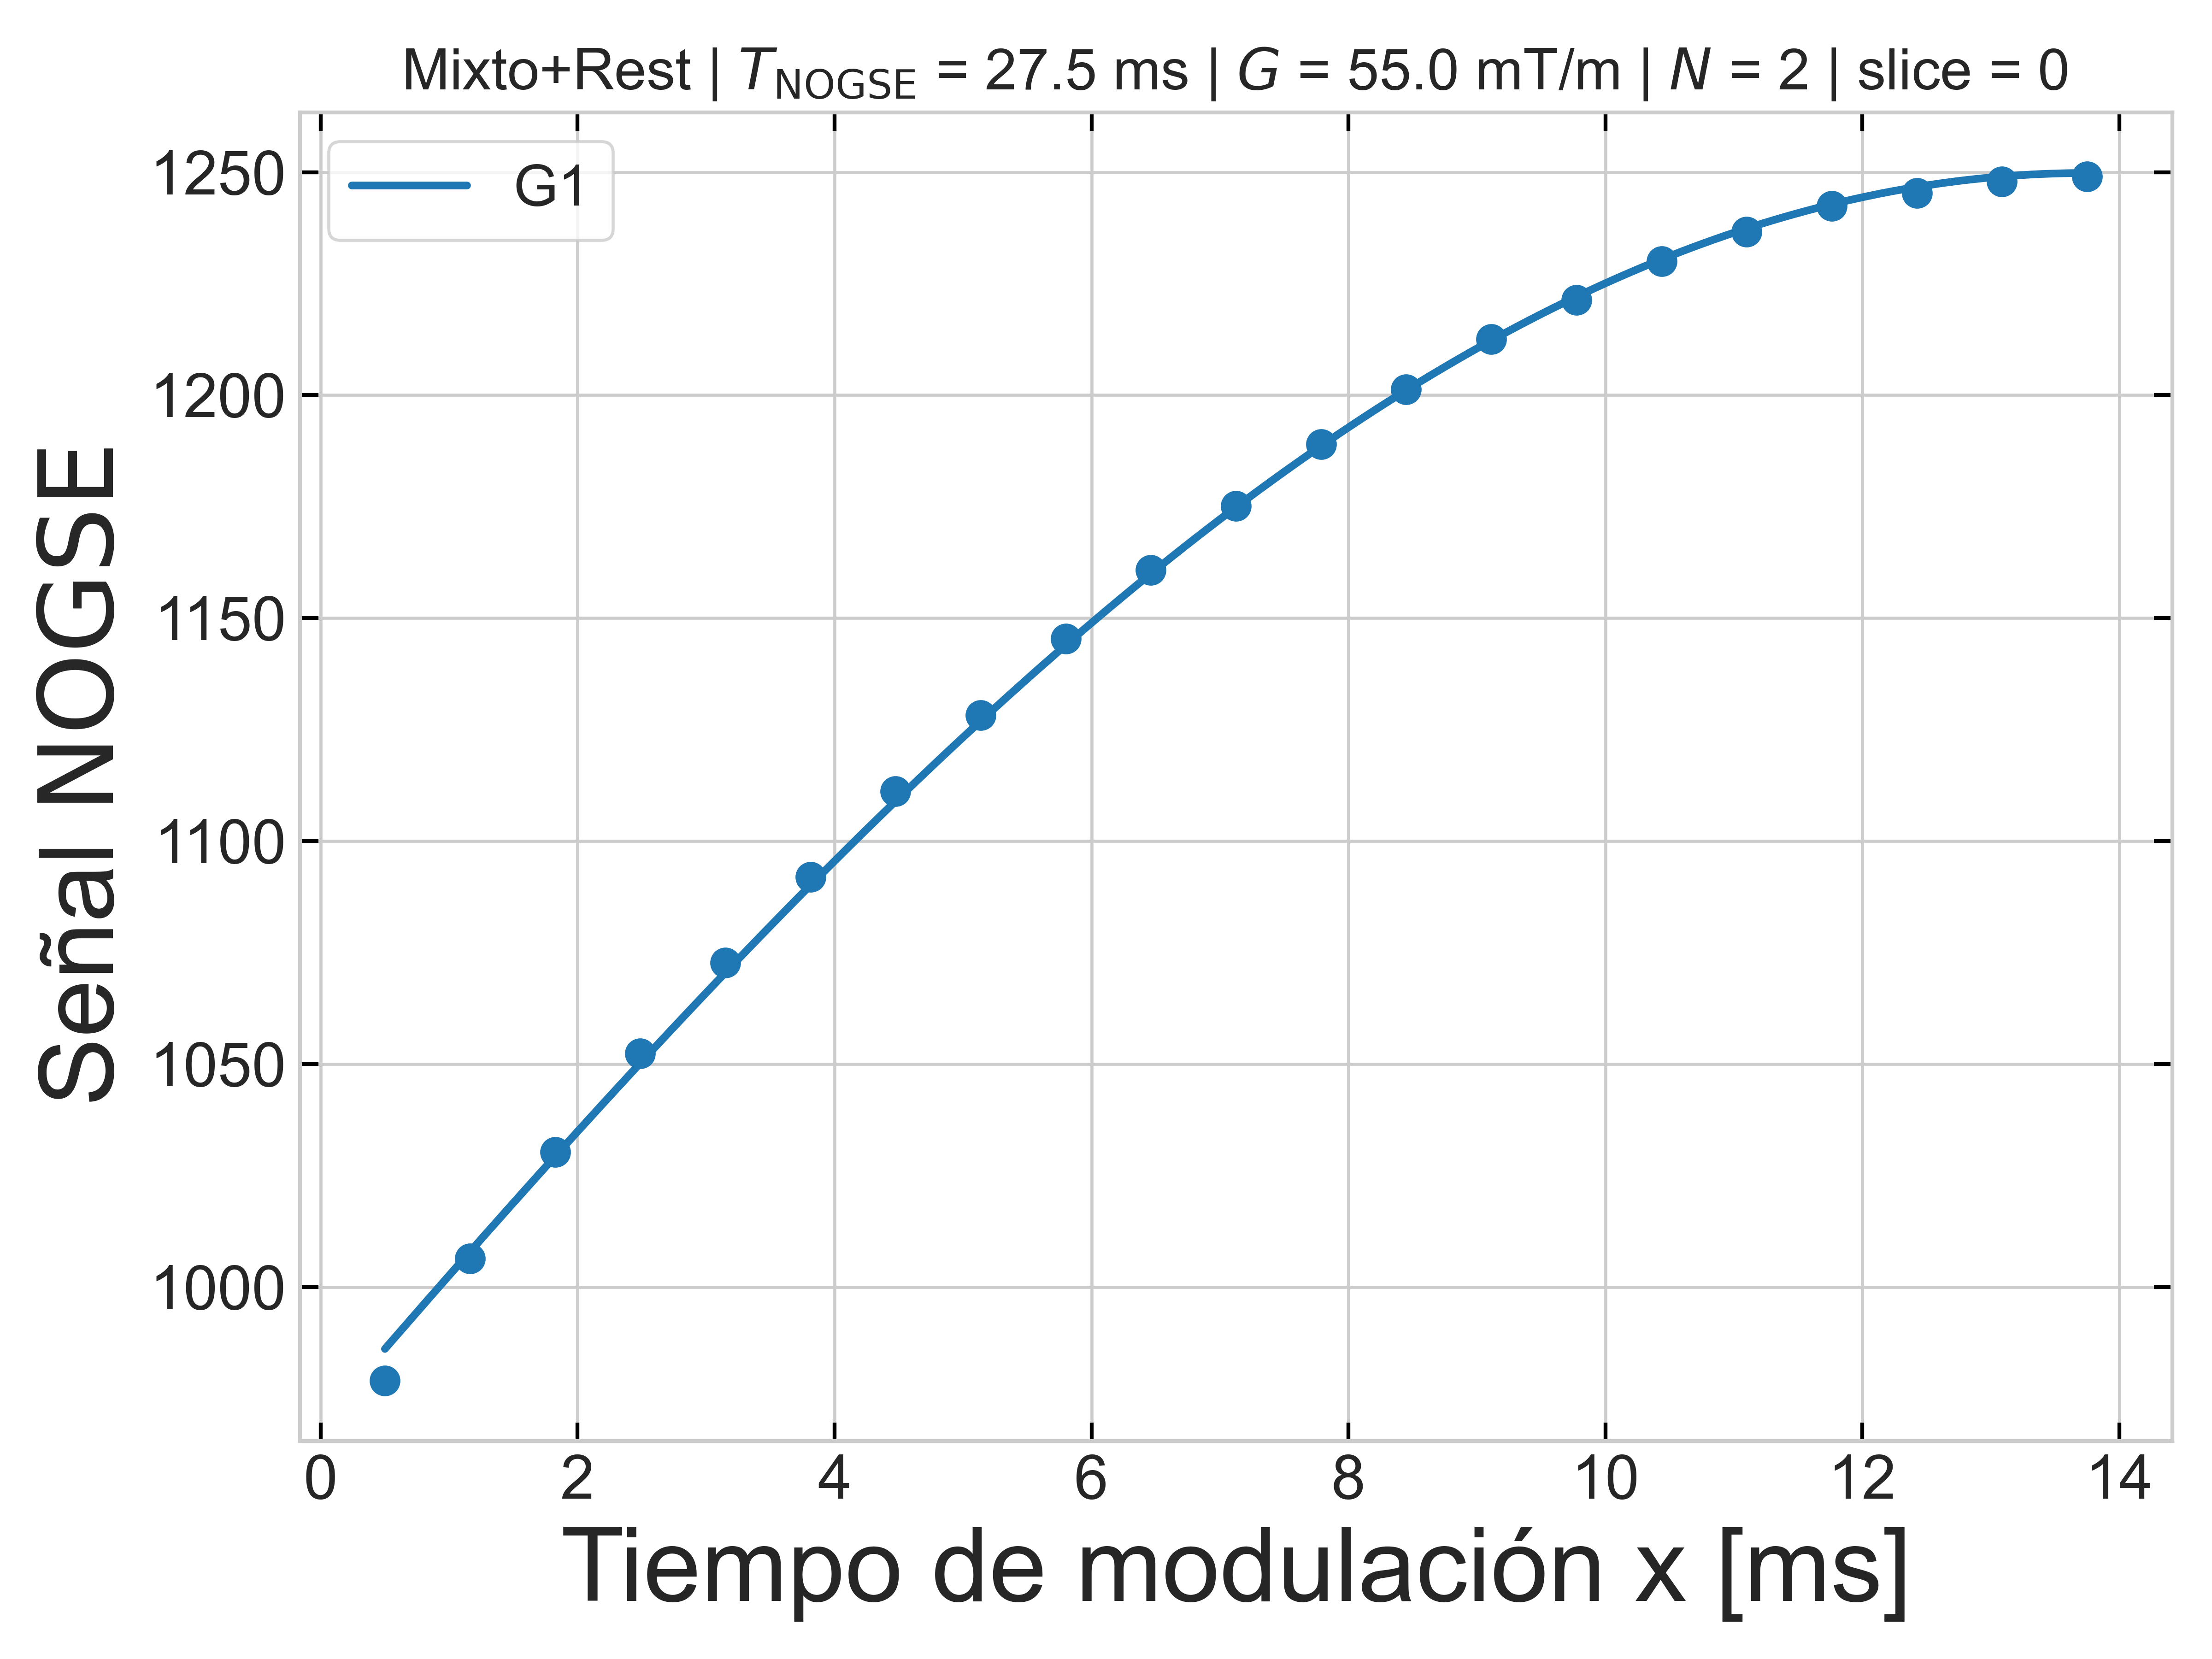 Mixto+Rest | T_NOGSE = 27.5 ms | G = 55.0 mT/m | N = 2 | slice = 0
G1
1250
1200
1150
1100
1050
1000
Señal NOGSE
0 2 4 6 8 10 12 14
Tiempo de modulación x [ms]